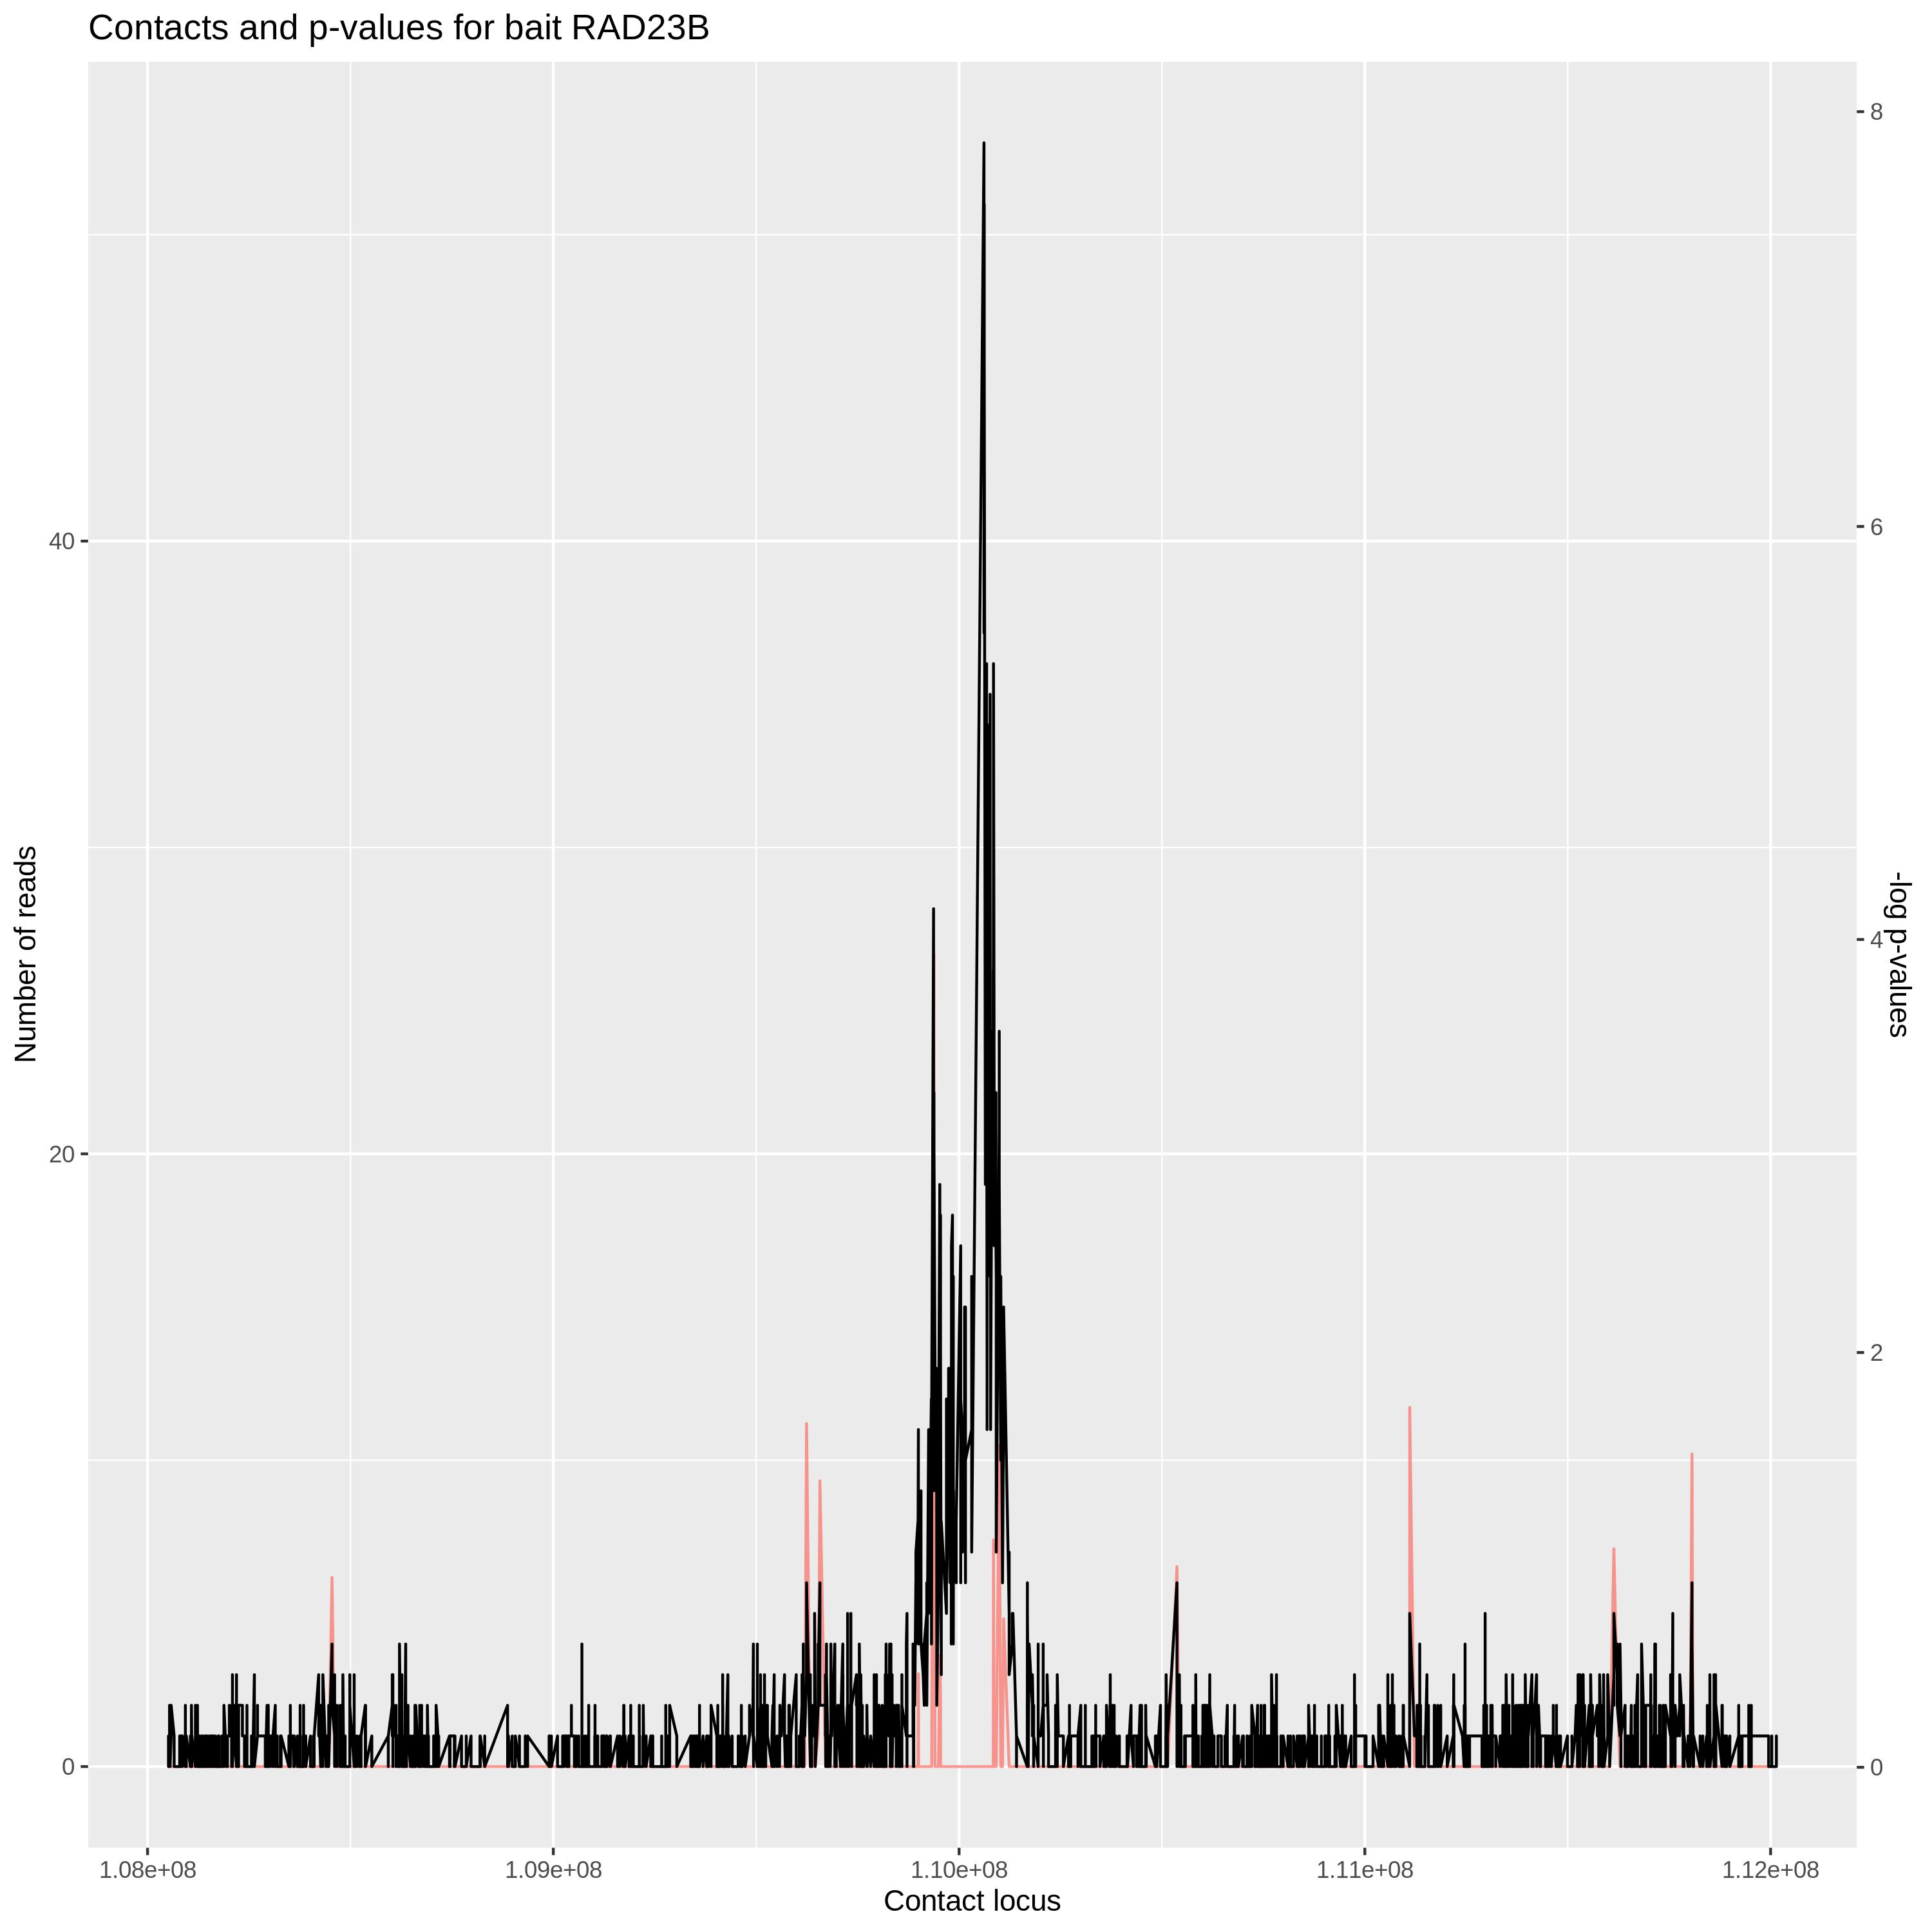 Contacts and p-values for bait RAD23B
8
6
40
Number of reads
-log p-values
4
20
2
0
0
1.08e+08
1.09e+08
1.10e+08
1.11e+08
1.12e+08
Contact locus